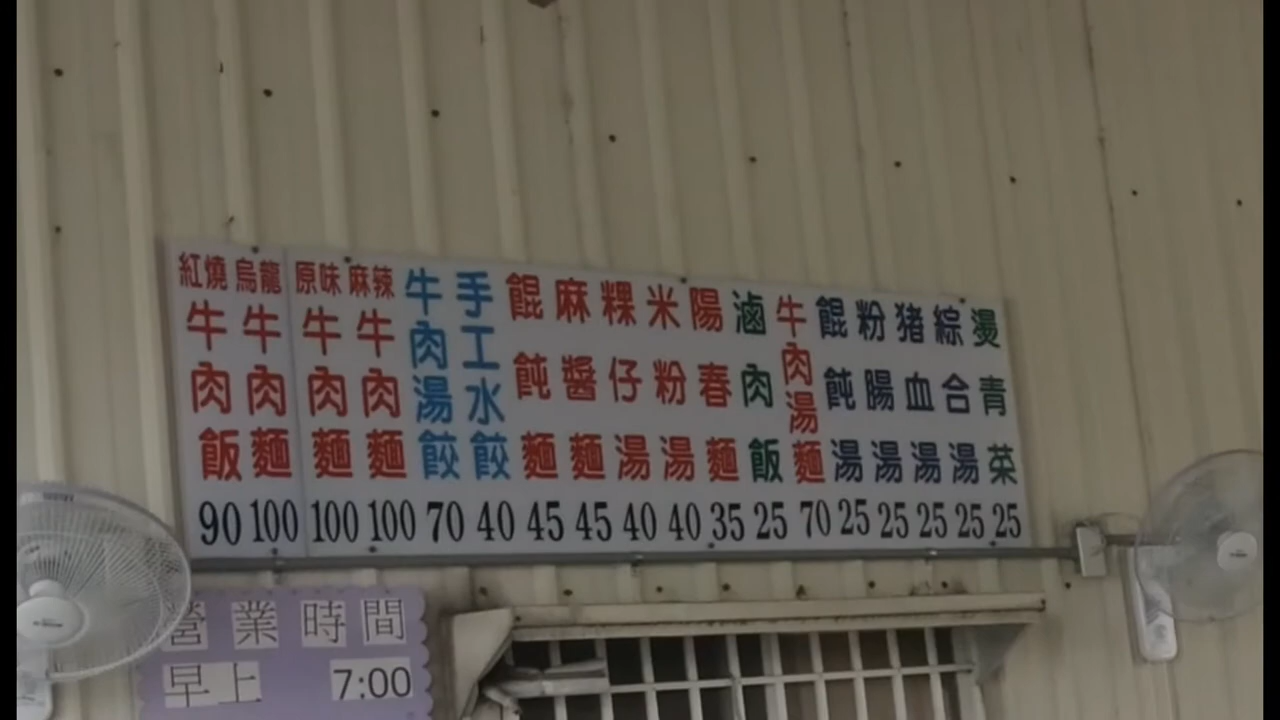 紅燒牛肉飯 90
烏龍牛肉麵 100
原味牛肉麵 100
麻辣牛肉麵 100
牛肉湯餃 70
手工水餃 40
餛飩麵 45
麻醬麵 45
粿仔湯 40
米粉湯 40
陽春麵 35
滷肉飯 25
牛肉湯麵 70
餛飩湯 25
粉腸湯 25
猪血湯 25
綜合湯 25
燙青菜 25
營業時間
早上 7:00